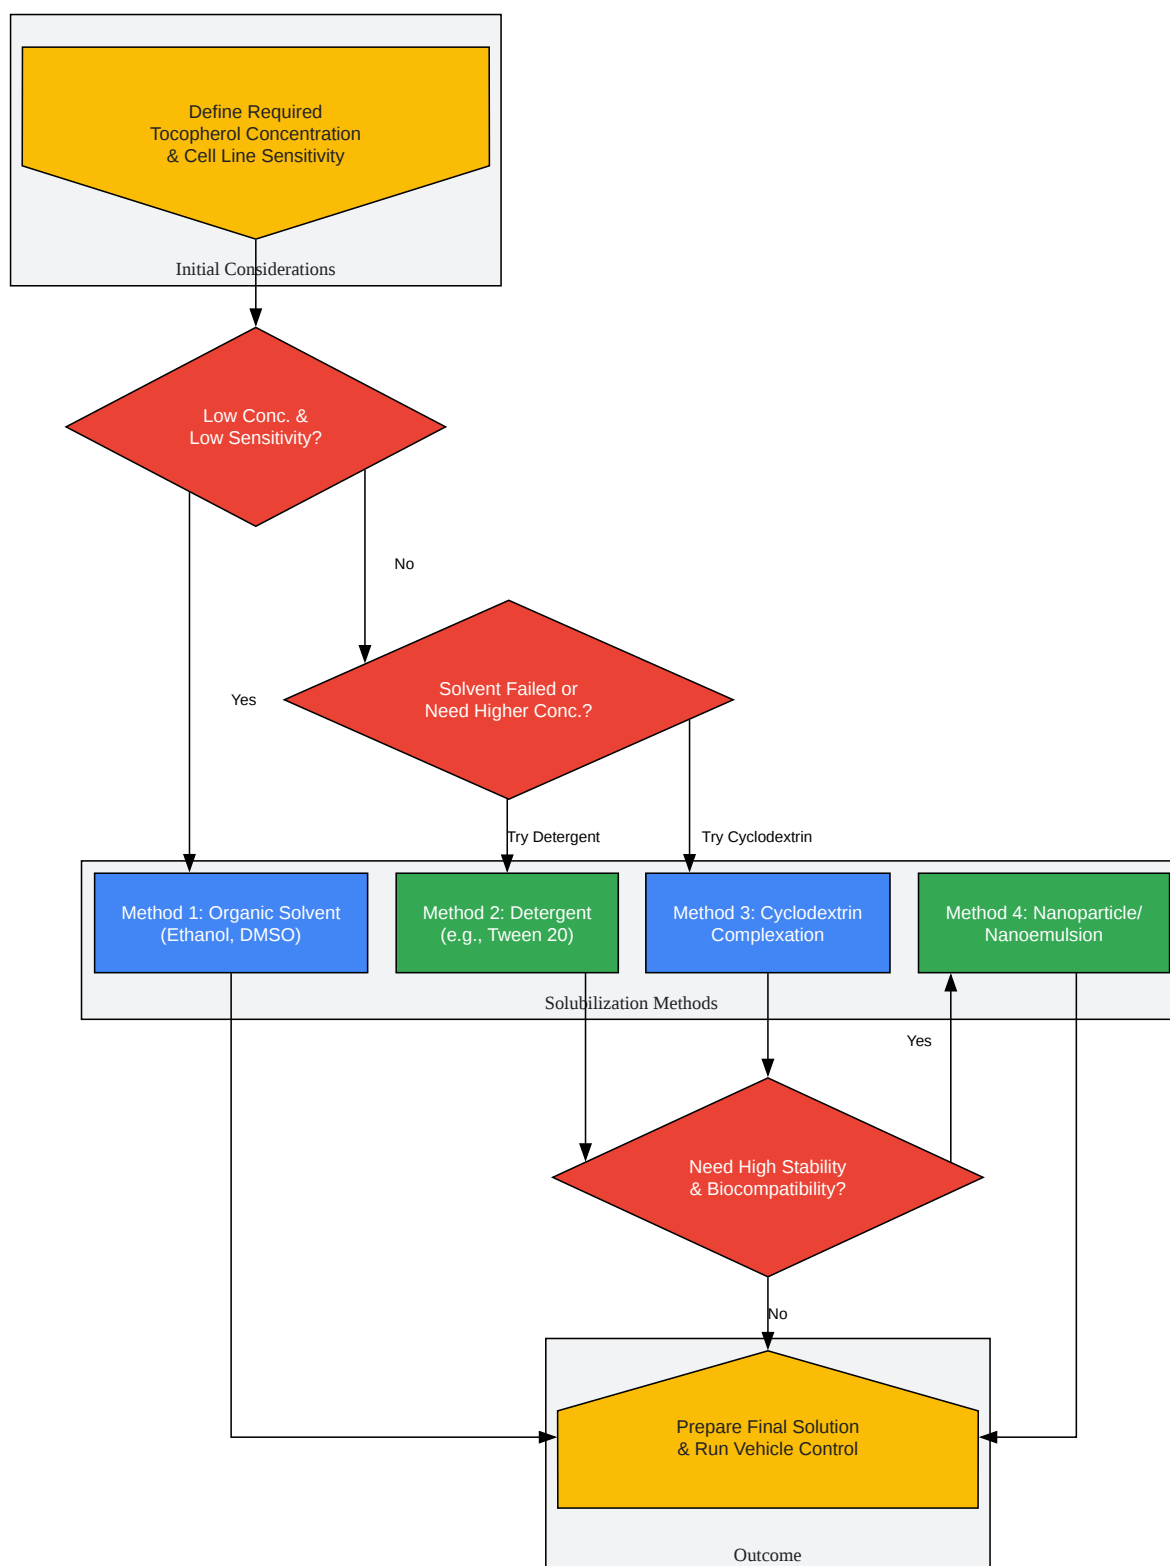 Define Required
Tocopherol Concentration
& Cell Line Sensitivity
Initial Considerations
Low Conc. &
Low Sensitivity?
No
Yes
Solvent Failed or
Need Higher Conc.?
Try Detergent
Try Cyclodextrin
Method 1: Organic Solvent
(Ethanol, DMSO)
Method 2: Detergent
(e.g., Tween 20)
Method 3: Cyclodextrin
Complexation
Method 4: Nanoparticle/
Nanoemulsion
Solubilization Methods
Yes
Need High Stability
& Biocompatibility?
No
Prepare Final Solution
& Run Vehicle Control
Outcome